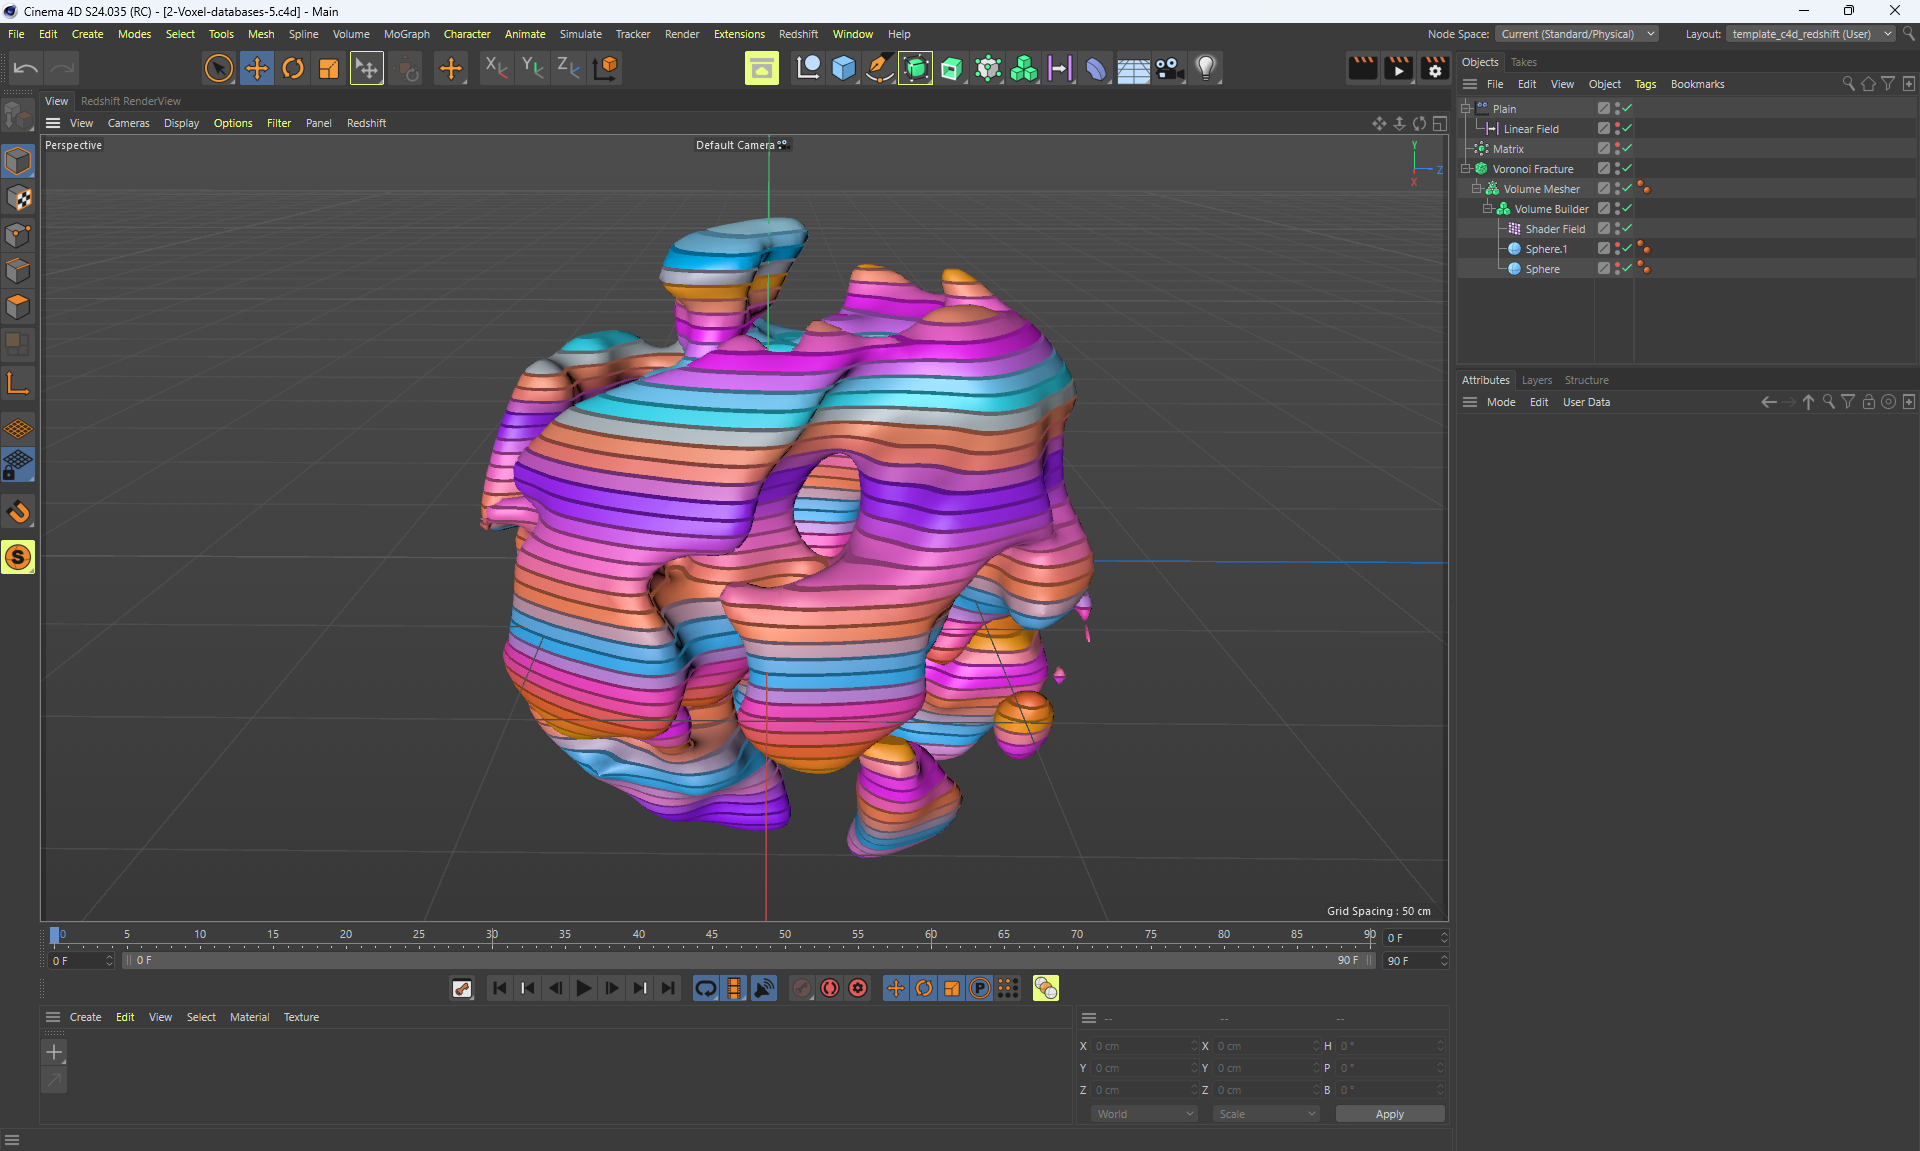 Cinema 4D S24.035 (RC) - [2-Voxel-databases-5.c4d] - Main
File Edit Create Modes Select Tools Mesh Spline Volume MoGraph Character Animate Simulate Tracker Render Extensions Redshift Window Help Node Space: Current (Standard/Physical) Layout: template_c4d_redshift (User)
X Y Z
Objects Takes
File Edit View Object Tags Bookmarks
View Redshift RenderView
View Cameras Display Options Filter Panel Redshift
Perspective
Default Camera
Y
Z
X
Plain
Linear Field
Matrix
Voronoi Fracture
Volume Mesher
Volume Builder
Shader Field
Sphere.1
Sphere
Attributes Layers Structure
Mode Edit User Data
S
Grid Spacing : 50 cm
0 5 10 15 20 25 30 35 40 45 50 55 60 65 70 75 80 85 90 0 F
0 F 0 F 90 F 90 F
P
Create Edit View Select Material Texture
-- -- --
X 0 cm X 0 cm H 0 °
Y 0 cm Y 0 cm P 0 °
Z 0 cm Z 0 cm B 0 °
World Scale Apply